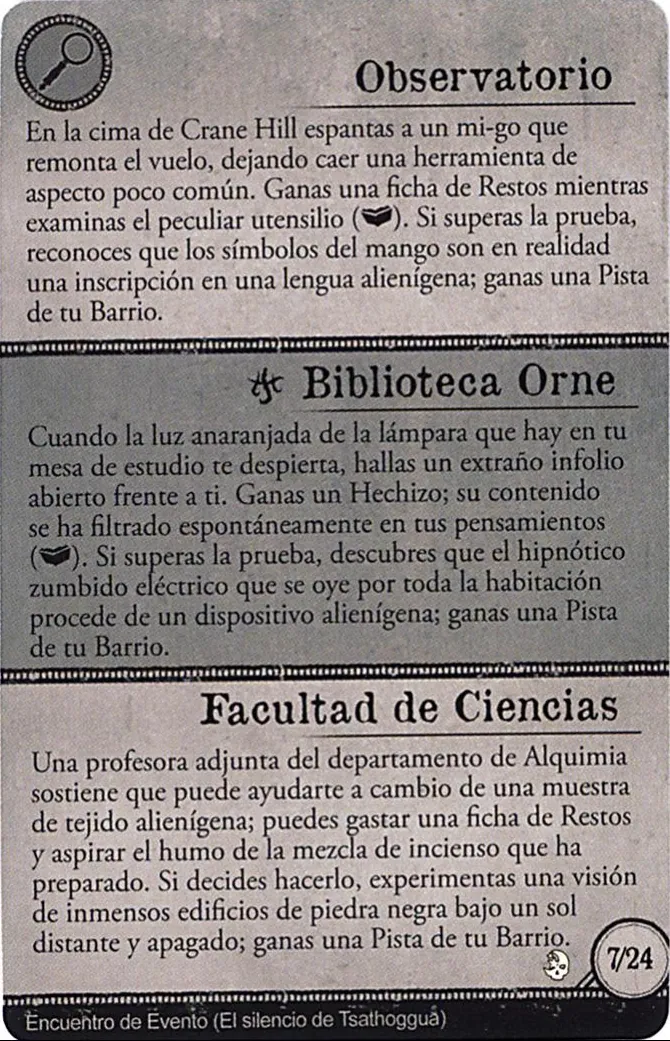 Observatorio
En la cima de Crane Hill espantas a un mi-go que
remonta el vuelo, dejando caer una herramienta de
aspecto poco común. Ganas una ficha de Restos mientras
examinas el peculiar utensilio (). Si superas la prueba,
reconoces que los símbolos del mango son en realidad
una inscripción en una lengua alienígena; ganas una Pista
de tu Barrio.
Biblioteca Orne
Cuando la luz anaranjada de la lámpara que hay en tu
mesa de estudio te despierta, hallas un extraño infolio
abierto frente a ti. Ganas un Hechizo; su contenido
se ha filtrado espontáneamente en tus pensamientos
(). Si superas la prueba, descubres que el hipnótico
zumbido eléctrico que se oye por toda la habitación
procede de un dispositivo alienígena; ganas una Pista
de tu Barrio.
Facultad de Ciencias
Una profesora adjunta del departamento de Alquimia
sostiene que puede ayudarte a cambio de una muestra
de tejido alienígena; puedes gastar una ficha de Restos
y aspirar el humo de la mezcla de incienso que ha
preparado. Si decides hacerlo, experimentas una visión
de inmensos edificios de piedra negra bajo un sol
distante y apagado; ganas una Pista de tu Barrio.
7/24
Encuentro de Evento (El silencio de Tsathoggua)